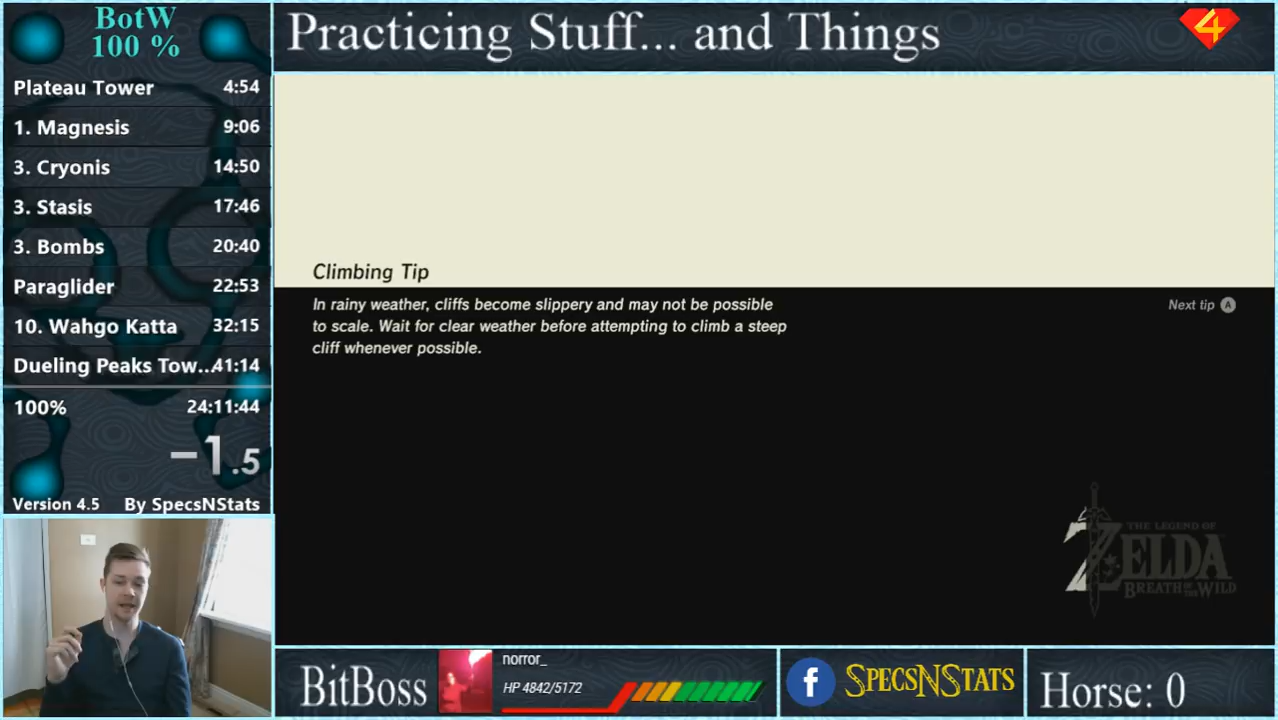 BotW
100 %
Practicing Stuff... and Things
4
Plateau Tower 4:54
1. Magnesis 9:06
3. Cryonis 14:50
3. Stasis 17:46
3. Bombs 20:40
Paraglider 22:53
10. Wahgo Katta 32:15
Dueling Peaks Tow...41:14
100% 24:11:44
-1.5
Version 4.5 By SpecsNStats
Climbing Tip
In rainy weather, cliffs become slippery and may not be possible
to scale. Wait for clear weather before attempting to climb a steep
cliff whenever possible.
Next tip A
THE LEGEND OF
ZELDA
BREATH OF THE WILD
BitBoss
norror_
HP 4842/5172
f SPECSNSTATS
Horse: 0